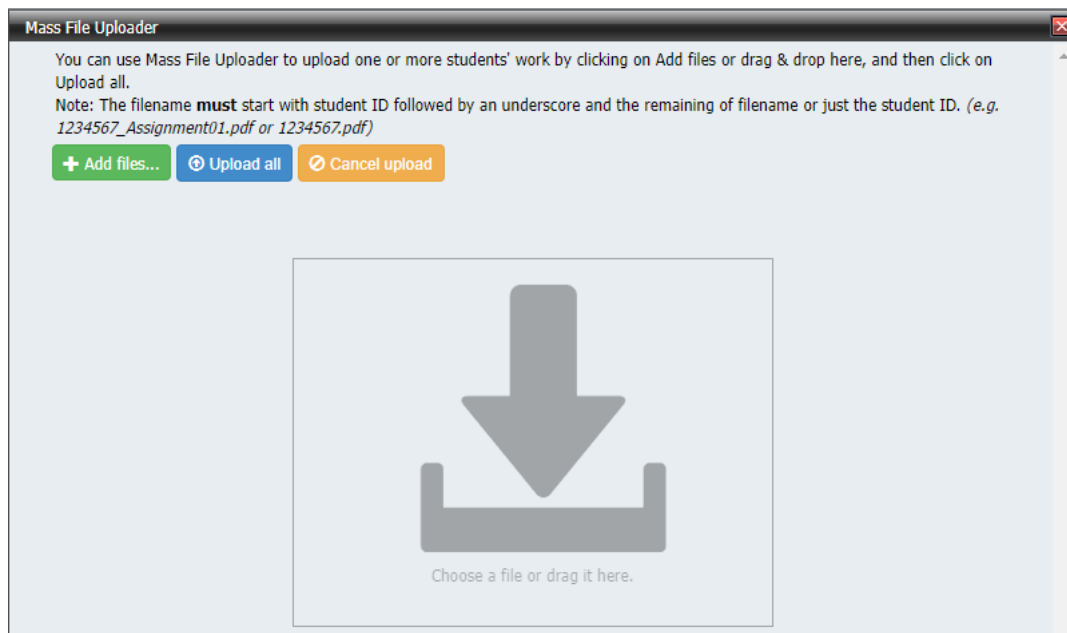 Mass File Uploader
You can use Mass File Uploader to upload one or more students' work by clicking on Add files or drag & drop here, and then click on
Upload all.
Note: The filename must start with student ID followed by an underscore and the remaining of filename or just the student ID. (e.g.
1234567_Assignment01.pdf or 1234567.pdf)
Add files... Upload all Cancel upload
Choose a file or drag it here.